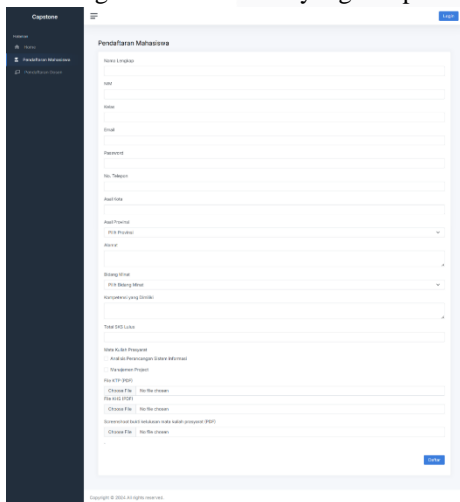 Capstone
Login
Home
Pendaftaran Mahasiswa
Pendaftaran Dosen
Pendaftaran Mahasiswa
Nama Lengkap
NIM
Kelas
Email
Password
No. Telepon
Asal Kota
Asal Provinsi
Pilih Provinsi
Alamat
Bidang Minat
Pilih Bidang Minat
Kompetensi yang Dimiliki
Total SKS Lulus
Mata Kuliah Prasyarat
Analisis Perancangan Sistem Informasi
Manajemen Project
File KTP (PDF)
Choose File No file chosen
File KHS (PDF)
Choose File No file chosen
kelulusan mata kuliah prasyarat (PDF)
Choose File No file chosen
Daftar
Copyright © All rights reserved.